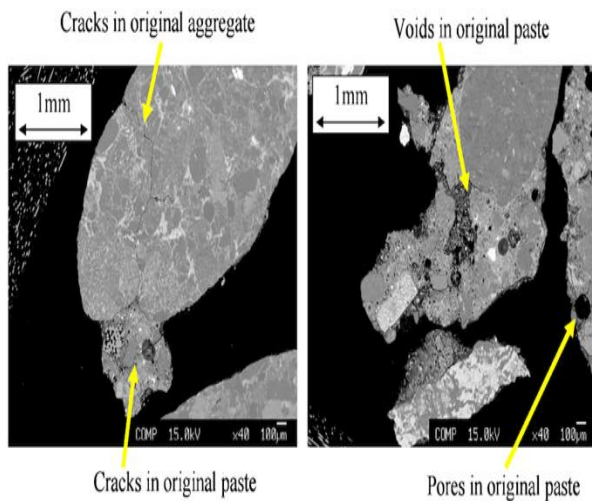 Cracks in original aggregate
Voids in original paste
1mm
1mm
COMP 15.0kV ×40 100µm
COMP 15.0kV ×40 100µm
Cracks in original paste
Pores in original paste